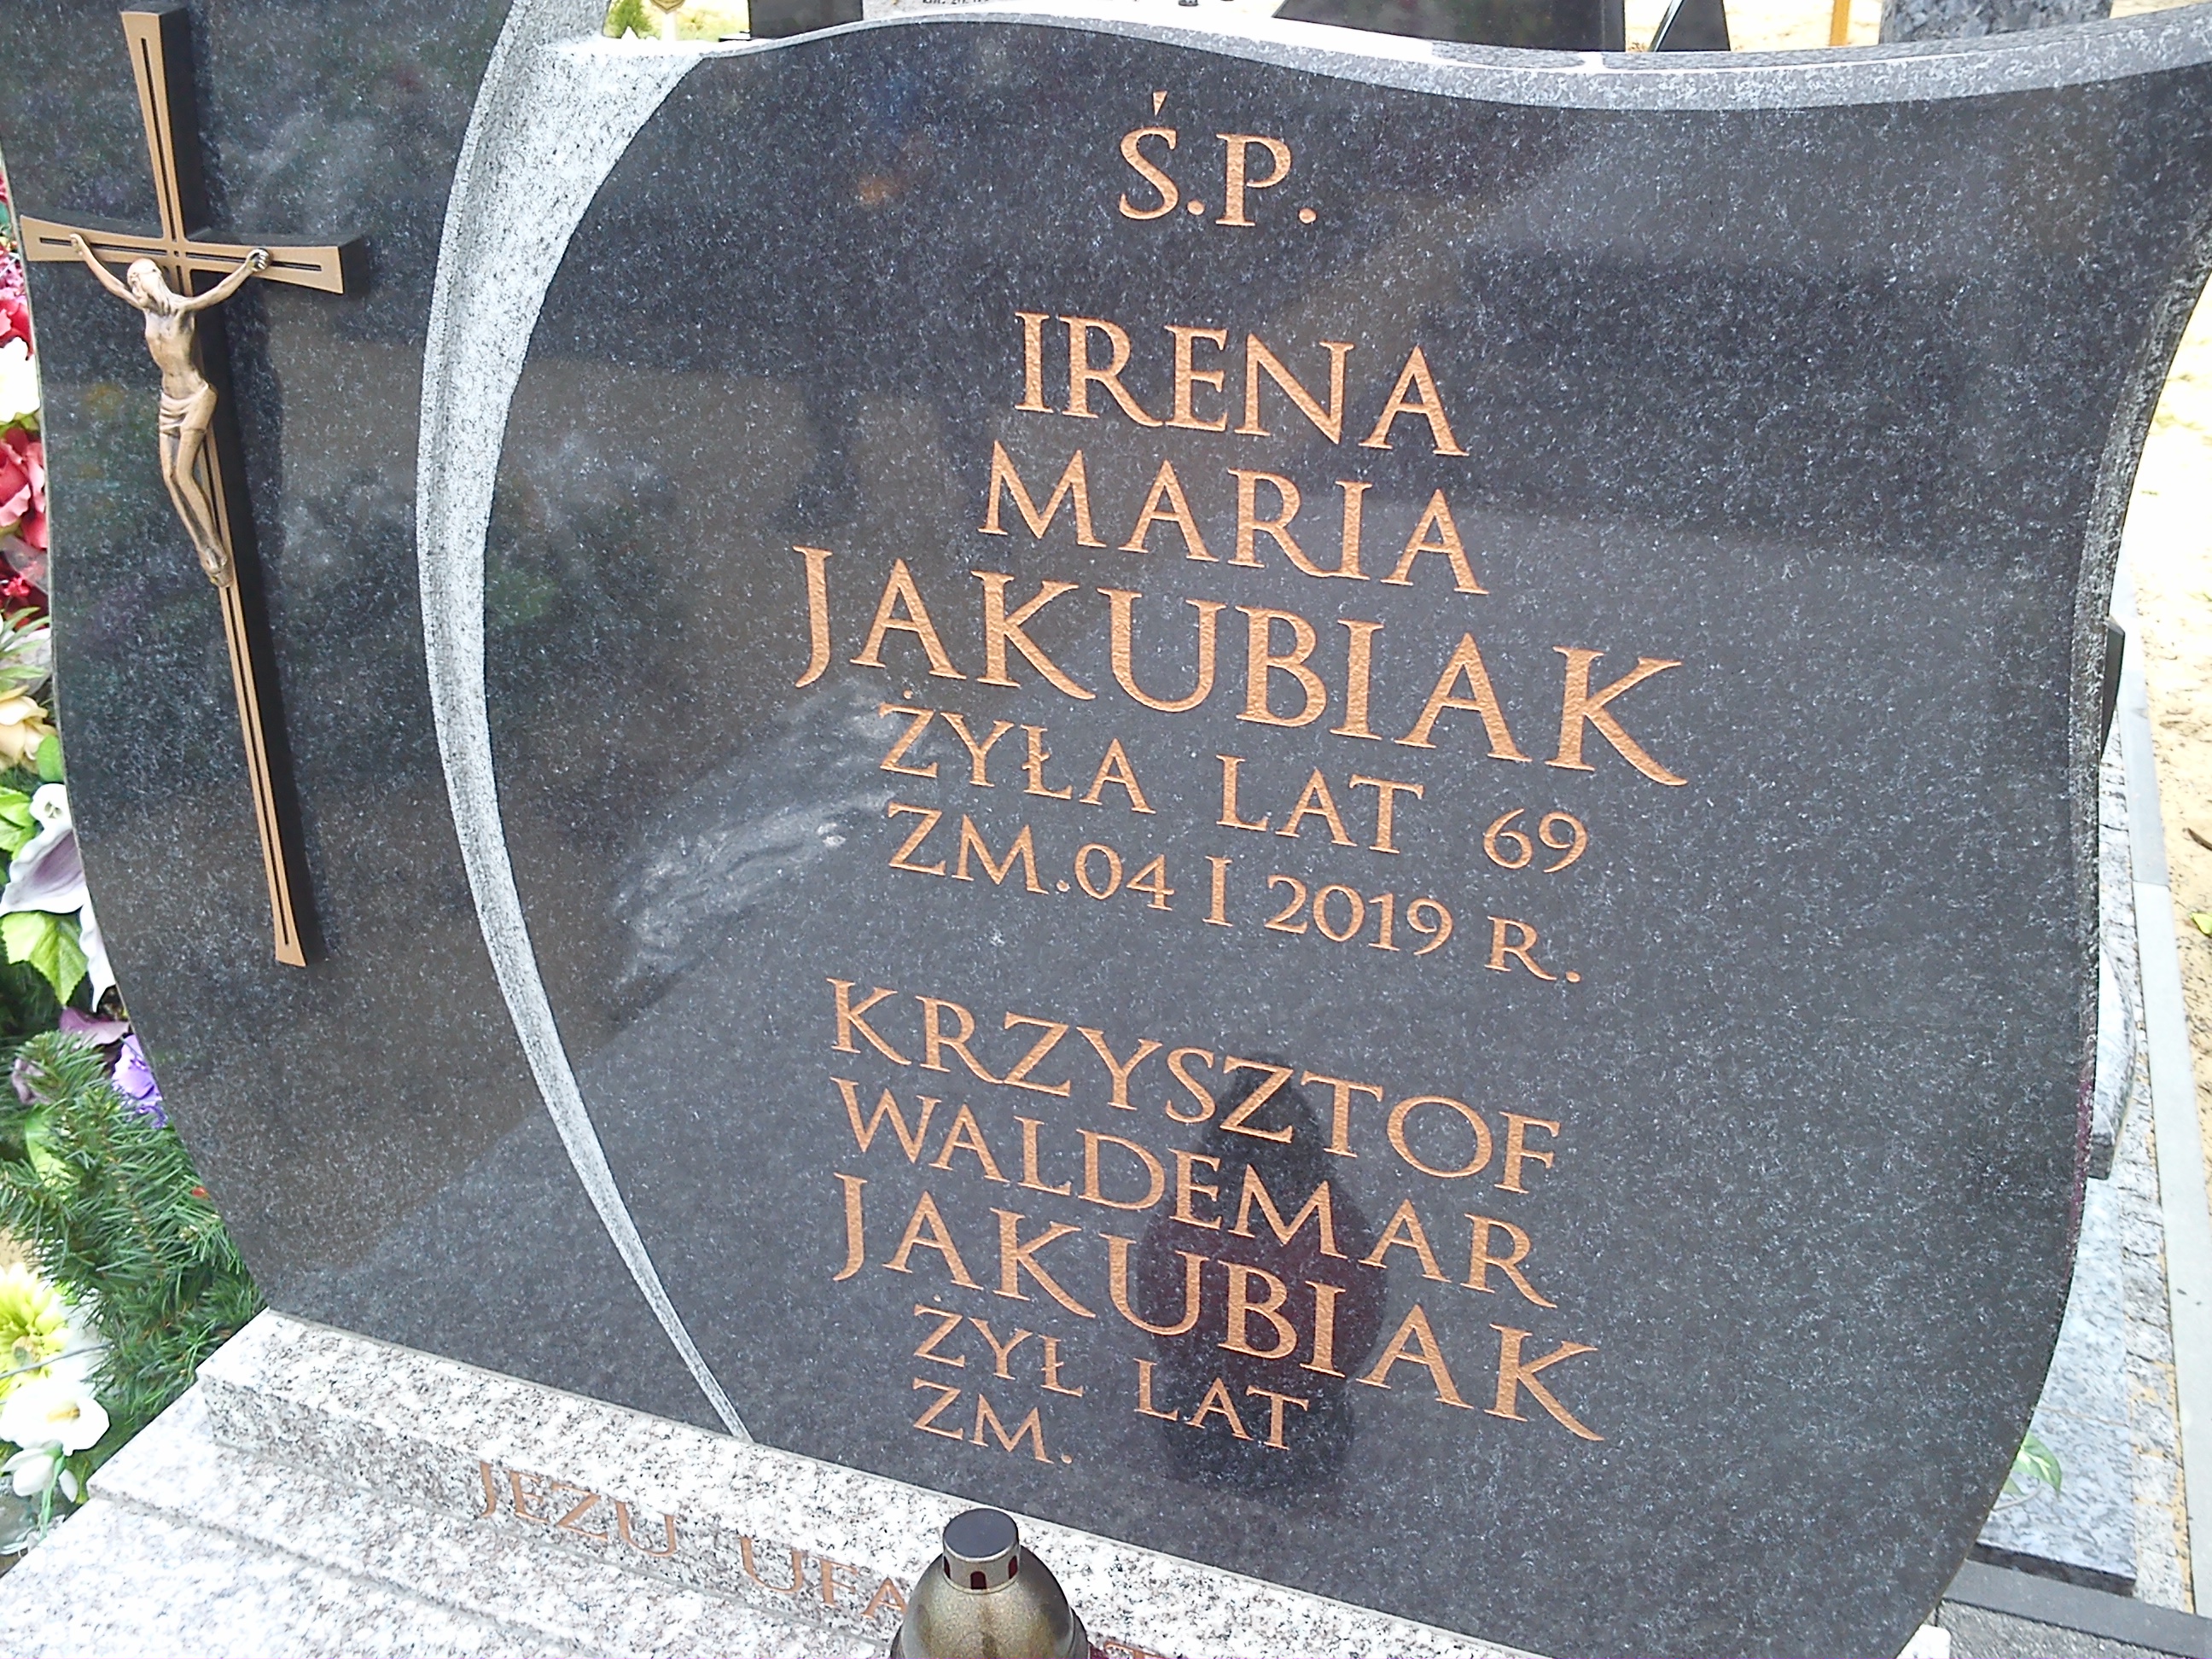 Ś.P.
IRENA
MARIA
JAKUBIAK
ŻYŁA LAT 69
ZM.04 I 2019 R.
KRZYSZTOF
WALDEMAR
JAKUBIAK
ŻYŁ LAT
ZM.
JEZU UFA